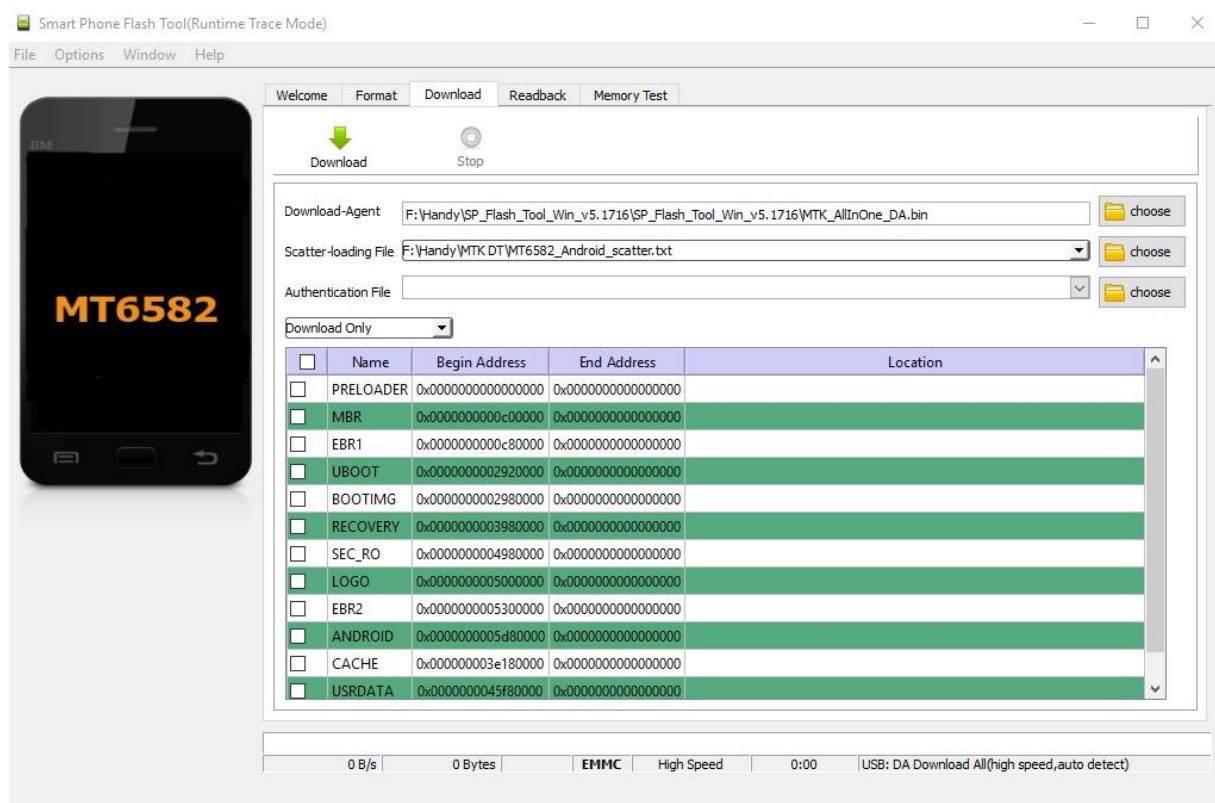 Smart Phone Flash Tool(Runtime Trace Mode)
File Options Window Help
Welcome Format Download Readback Memory Test
BM
Download Stop
Download-Agent F:\Handy\SP_Flash_Tool_Win_v5.1716\SP_Flash_Tool_Win_v5.1716\MTK_AllInOne_DA.bin choose
Scatter-loading File F:\Handy\MTK DT\MT6582_Android_scatter.txt choose
Authentication File choose
MT6582
Download Only
Name Begin Address End Address Location
PRELOADER 0x0000000000000000 0x0000000000000000
MBR 0x0000000000c00000 0x0000000000000000
EBR1 0x0000000000c80000 0x0000000000000000
UBOOT 0x0000000002920000 0x0000000000000000
BOOTIMG 0x0000000002980000 0x0000000000000000
RECOVERY 0x0000000003980000 0x0000000000000000
SEC_RO 0x0000000004980000 0x0000000000000000
LOGO 0x0000000005000000 0x0000000000000000
EBR2 0x0000000005300000 0x0000000000000000
ANDROID 0x0000000005d80000 0x0000000000000000
CACHE 0x000000003e180000 0x0000000000000000
USRDATA 0x0000000045f80000 0x0000000000000000
0 B/s 0 Bytes EMMC High Speed 0:00 USB: DA Download All(high speed,auto detect)